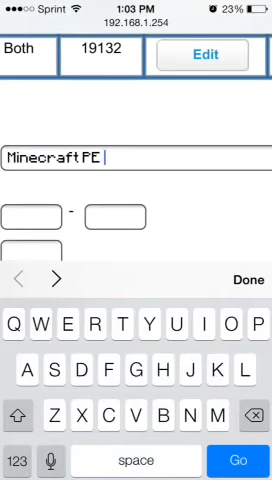 Sprint 1:03 PM 23%
192.168.1.254
Both 19132 Edit
MinecraftPE
-
Done
Q W E R T Y U I O P
A S D F G H J K L
Z X C V B N M
123 space Go